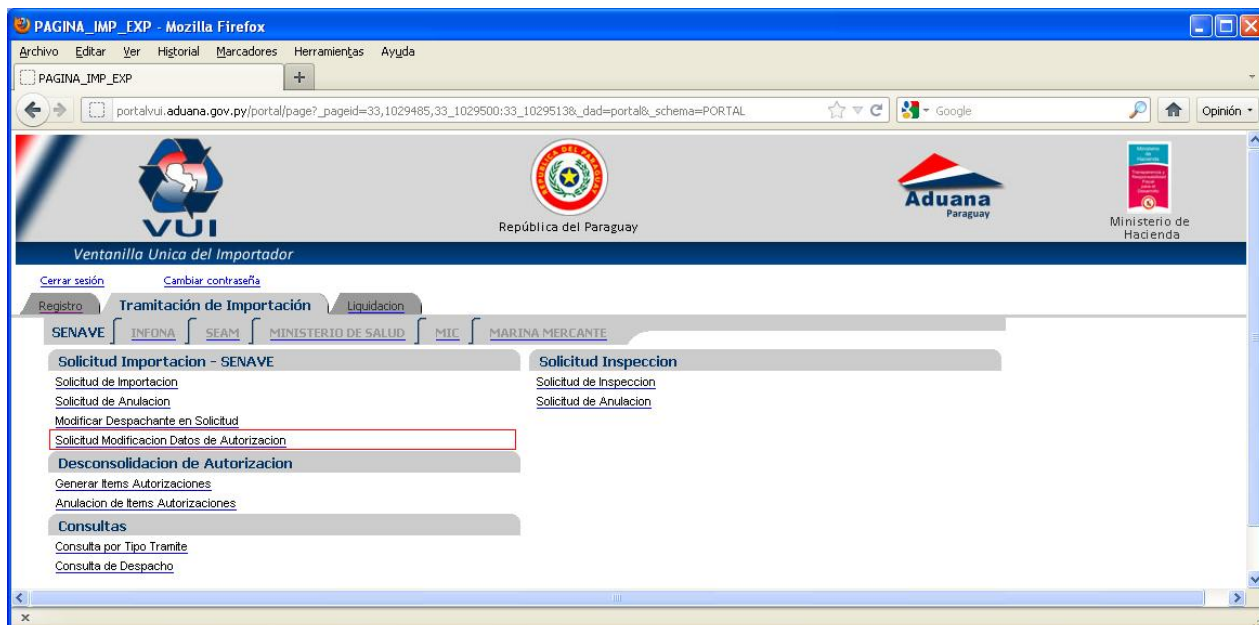 PAGINA_IMP_EXP - Mozilla Firefox
Archivo Editar Ver Historial Marcadores Herramientas Ayuda
PAGINA_IMP_EXP +
portalvui.aduana.gov.py/portal/page?_pageid=33,1029485,33_1029500:33_1029513&_dad=portal&_schema=PORTAL Google Opinión
VUI
República del Paraguay
Aduana
Paraguay
Ministerio de
Hacienda
Ventanilla Unica del Importador
Cerrar sesión Cambiar contraseña
Registro Tramitación de Importación Liquidacion
SENAVE INFONA SEAM MINISTERIO DE SALUD MIC MARINA MERCANTE
Solicitud Importacion - SENAVE Solicitud Inspeccion
Solicitud de Importacion Solicitud de Inspeccion
Solicitud de Anulacion Solicitud de Anulacion
Modificar Despachante en Solicitud
Solicitud Modificacion Datos de Autorizacion
Desconsolidacion de Autorizacion
Generar Items Autorizaciones
Anulacion de Items Autorizaciones
Consultas
Consulta por Tipo Tramite
Consulta de Despacho